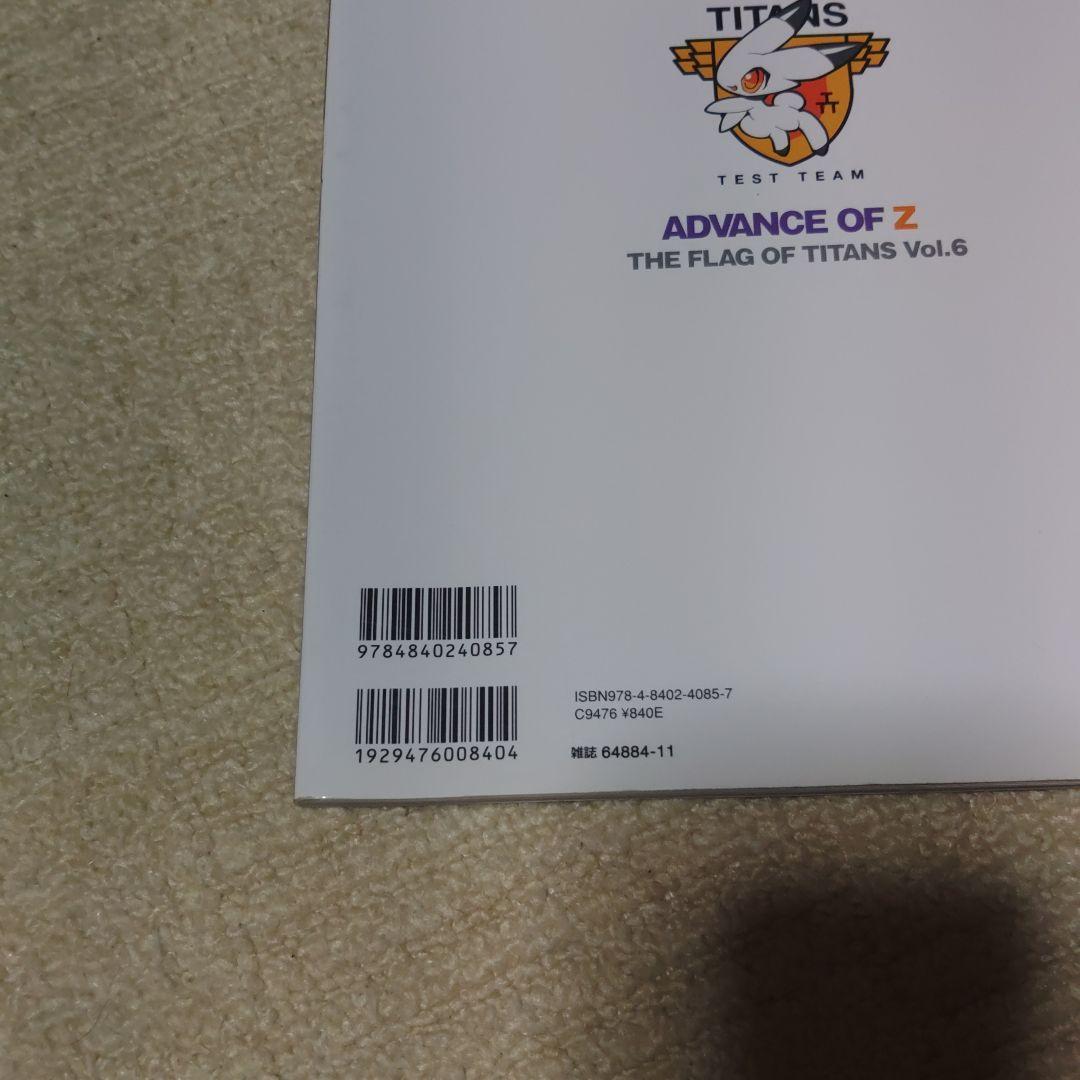 TITANS
TEST TEAM
ADVANCE OF Z
THE FLAG OF TITANS Vol.6
9784840240857
1929476008404
ISBN978-4-8402-4085-7
C9476 ¥840E
雑誌 64884-11